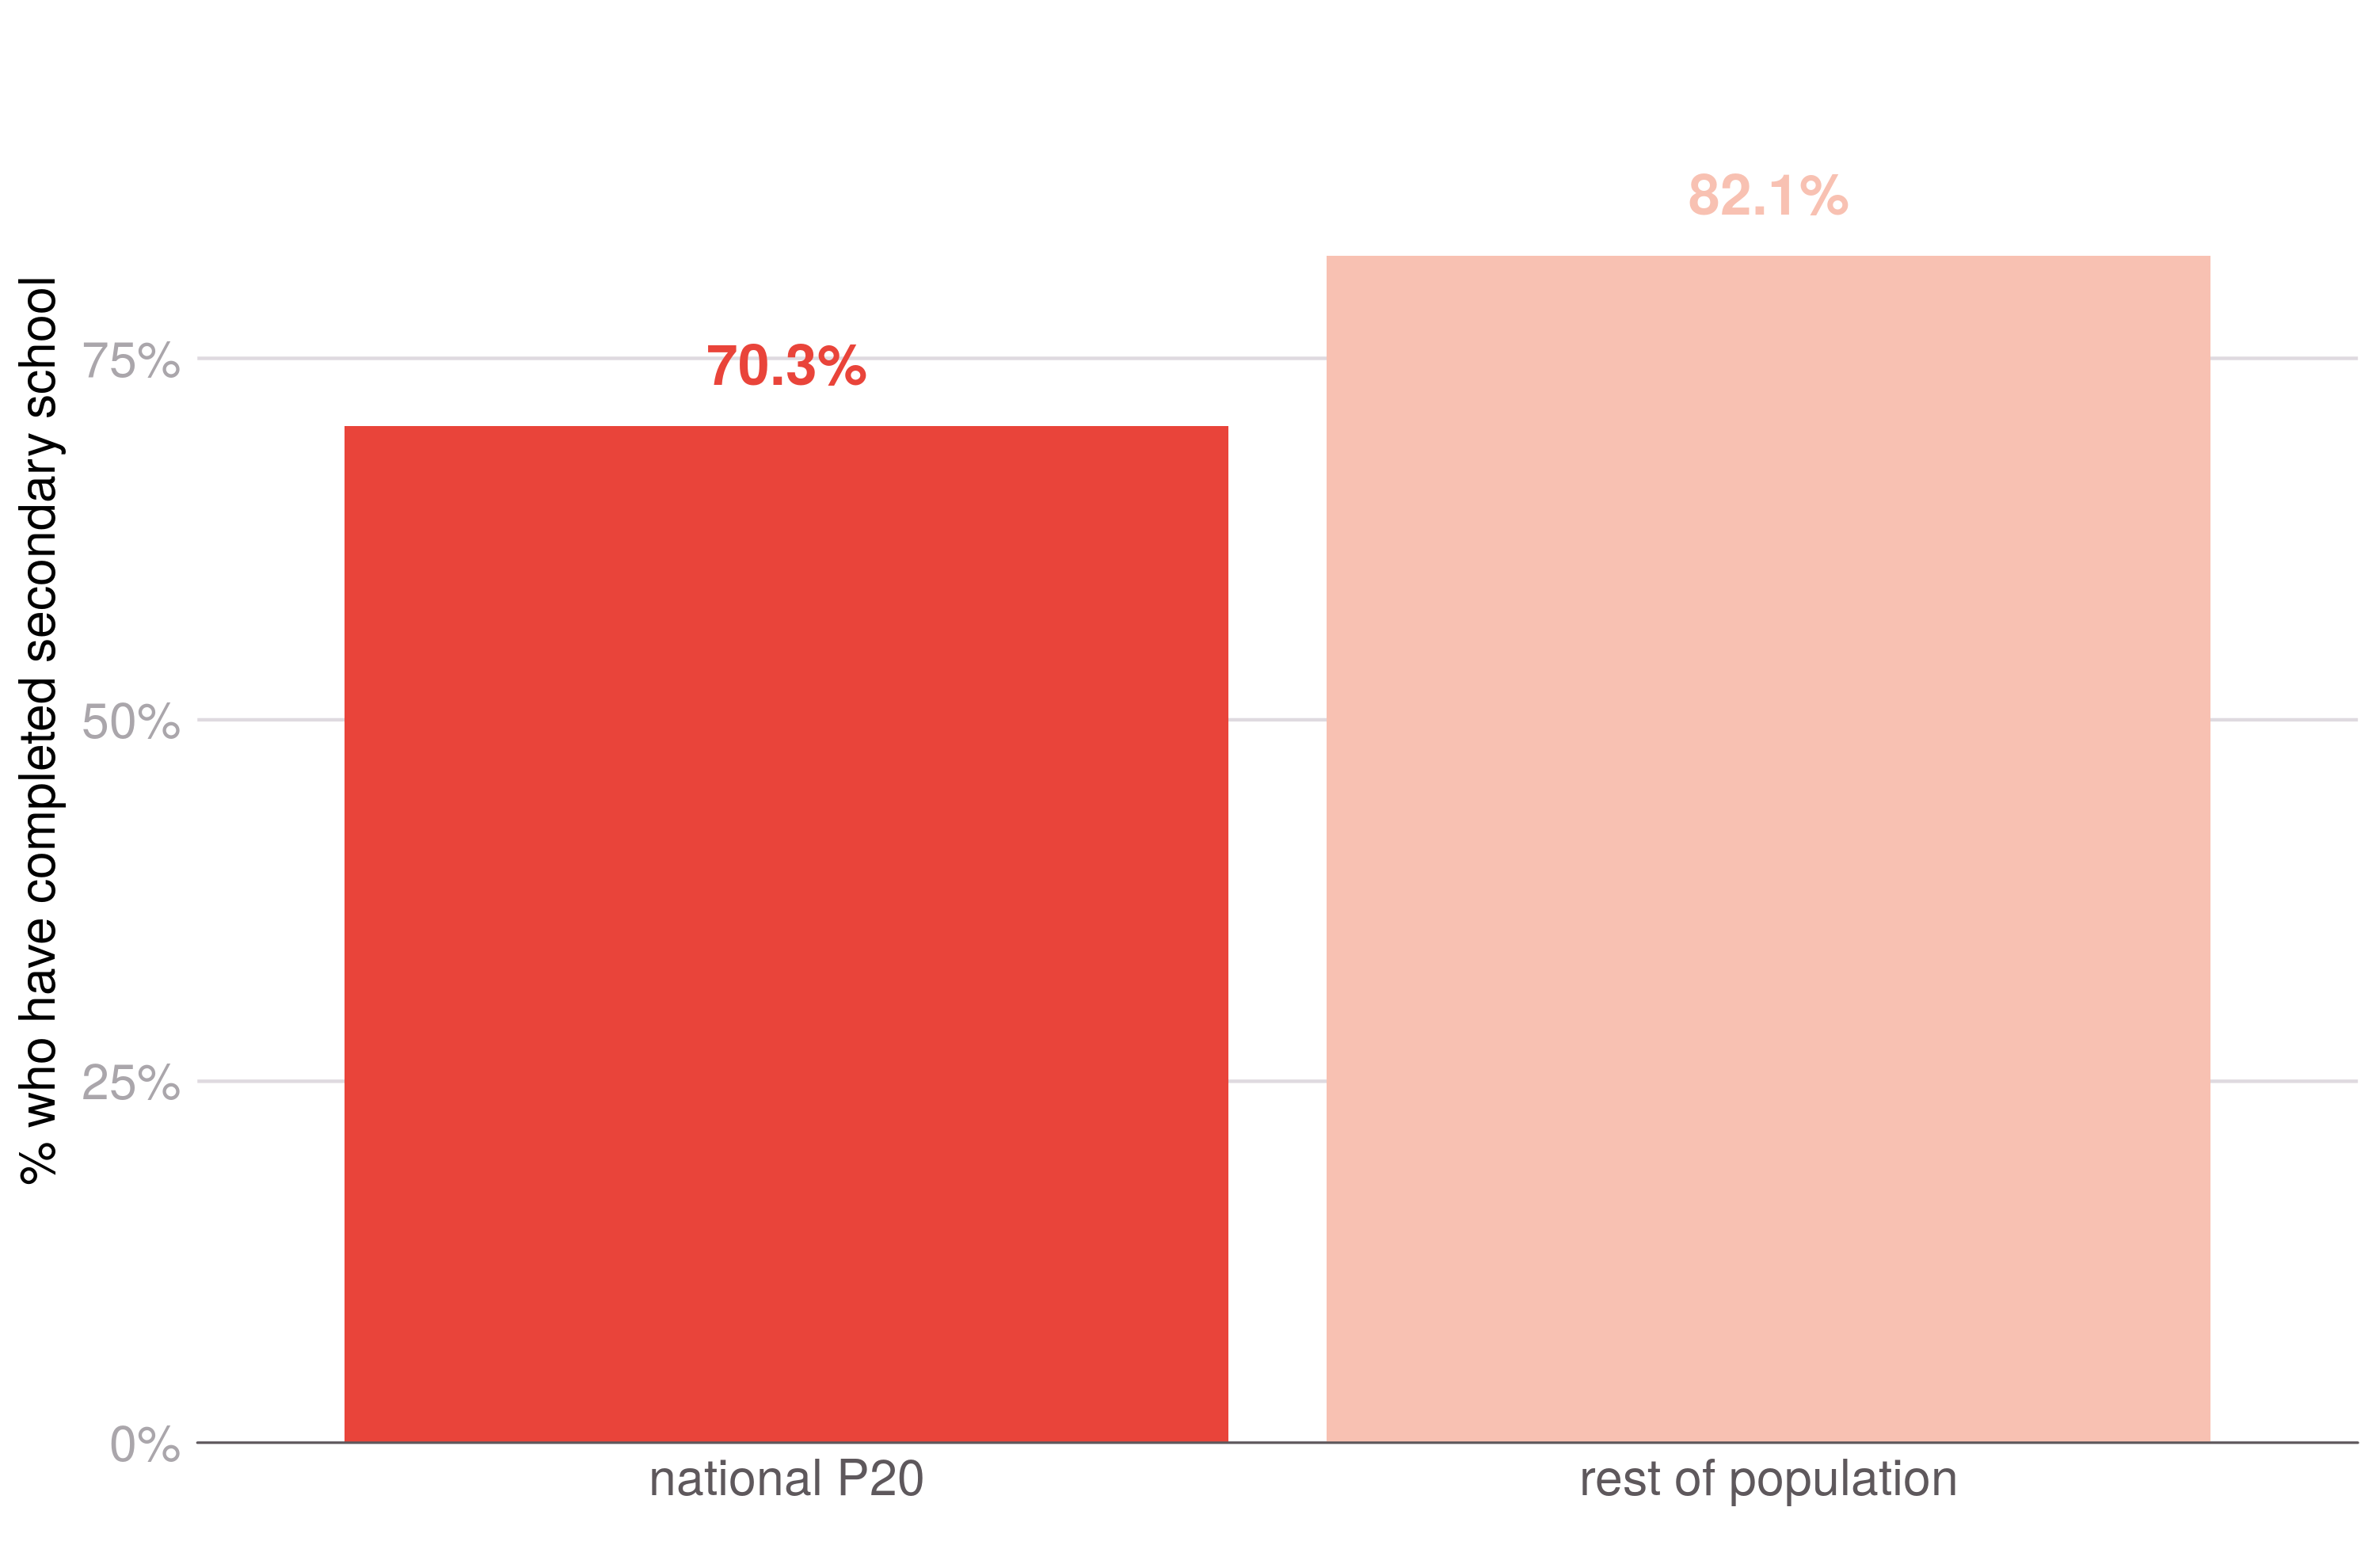 % who have completed secondary school
75%
50%
25%
0%
70.3%
82.1%
national P20
rest of population